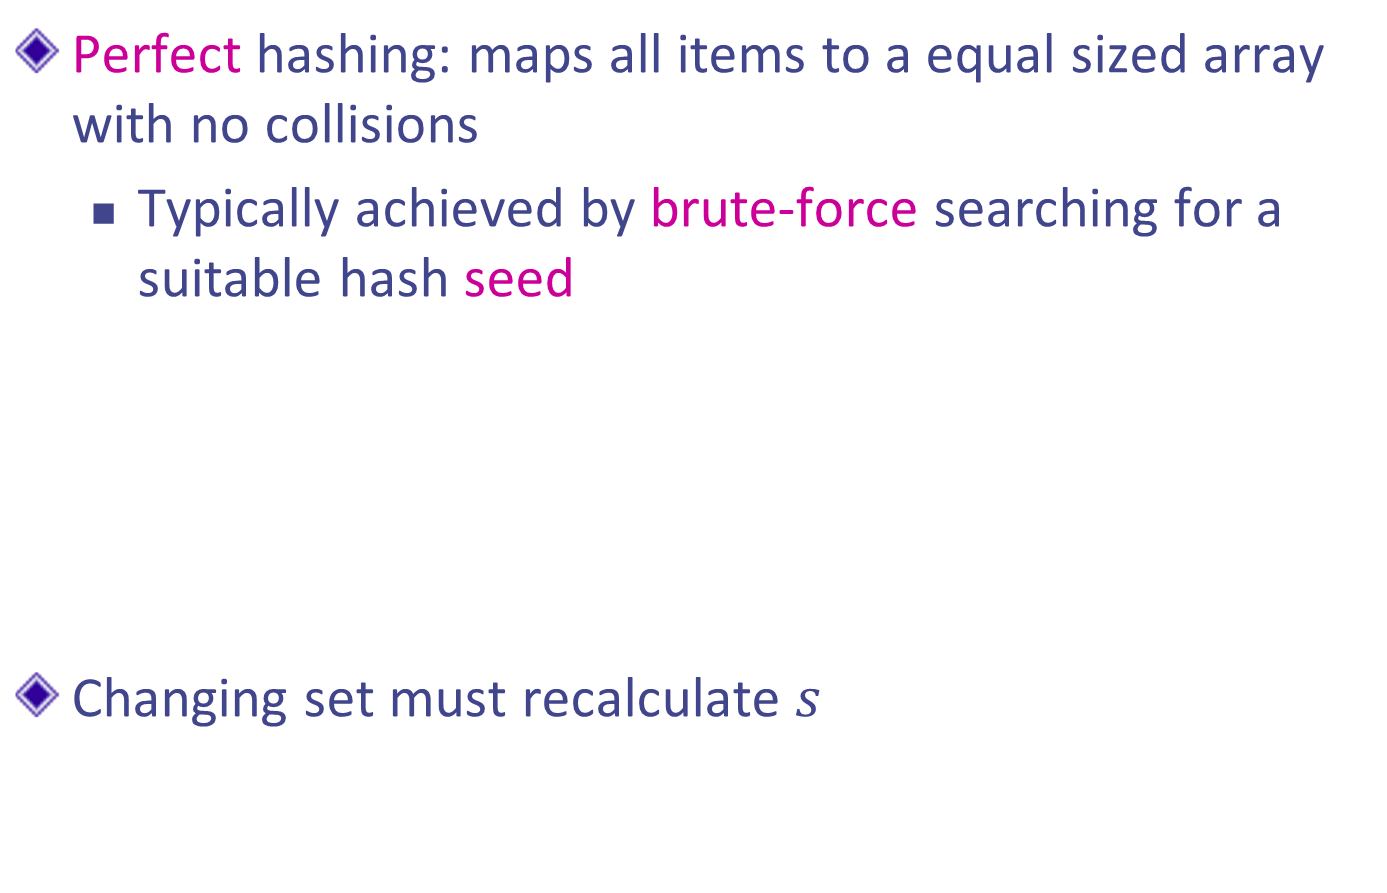 Perfect hashing: maps all items to a equal sized array
with no collisions
Typically achieved by brute-force searching for a
suitable hash seed
Changing set must recalculate s